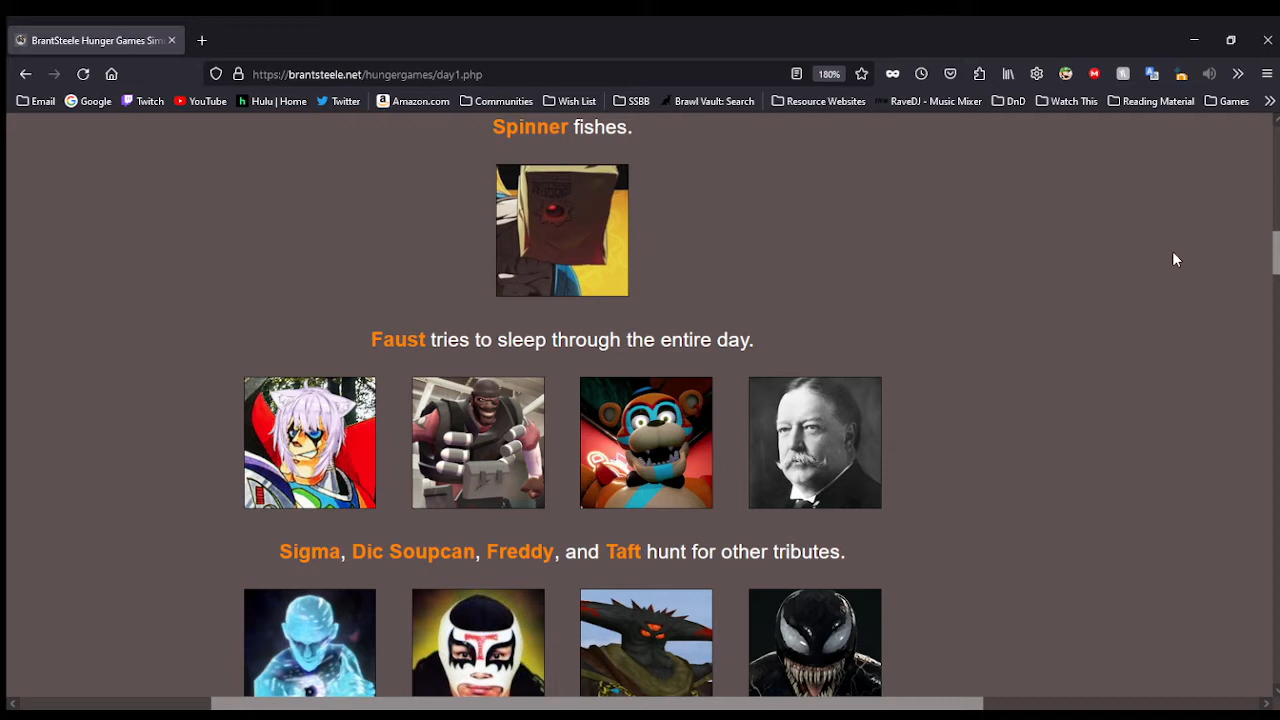 BrantSteele Hunger Games Sim
https://brantsteele.net/hungergames/day1.php
180%
Email Google Twitch YouTube Hulu | Home Twitter Amazon.com Communities Wish List SSBB Brawl Vault: Search Resource Websites RaveDJ - Music Mixer DnD Watch This Reading Material Games
Spinner fishes.
Faust tries to sleep through the entire day.
Sigma, Dic Soupcan, Freddy, and Taft hunt for other tributes.